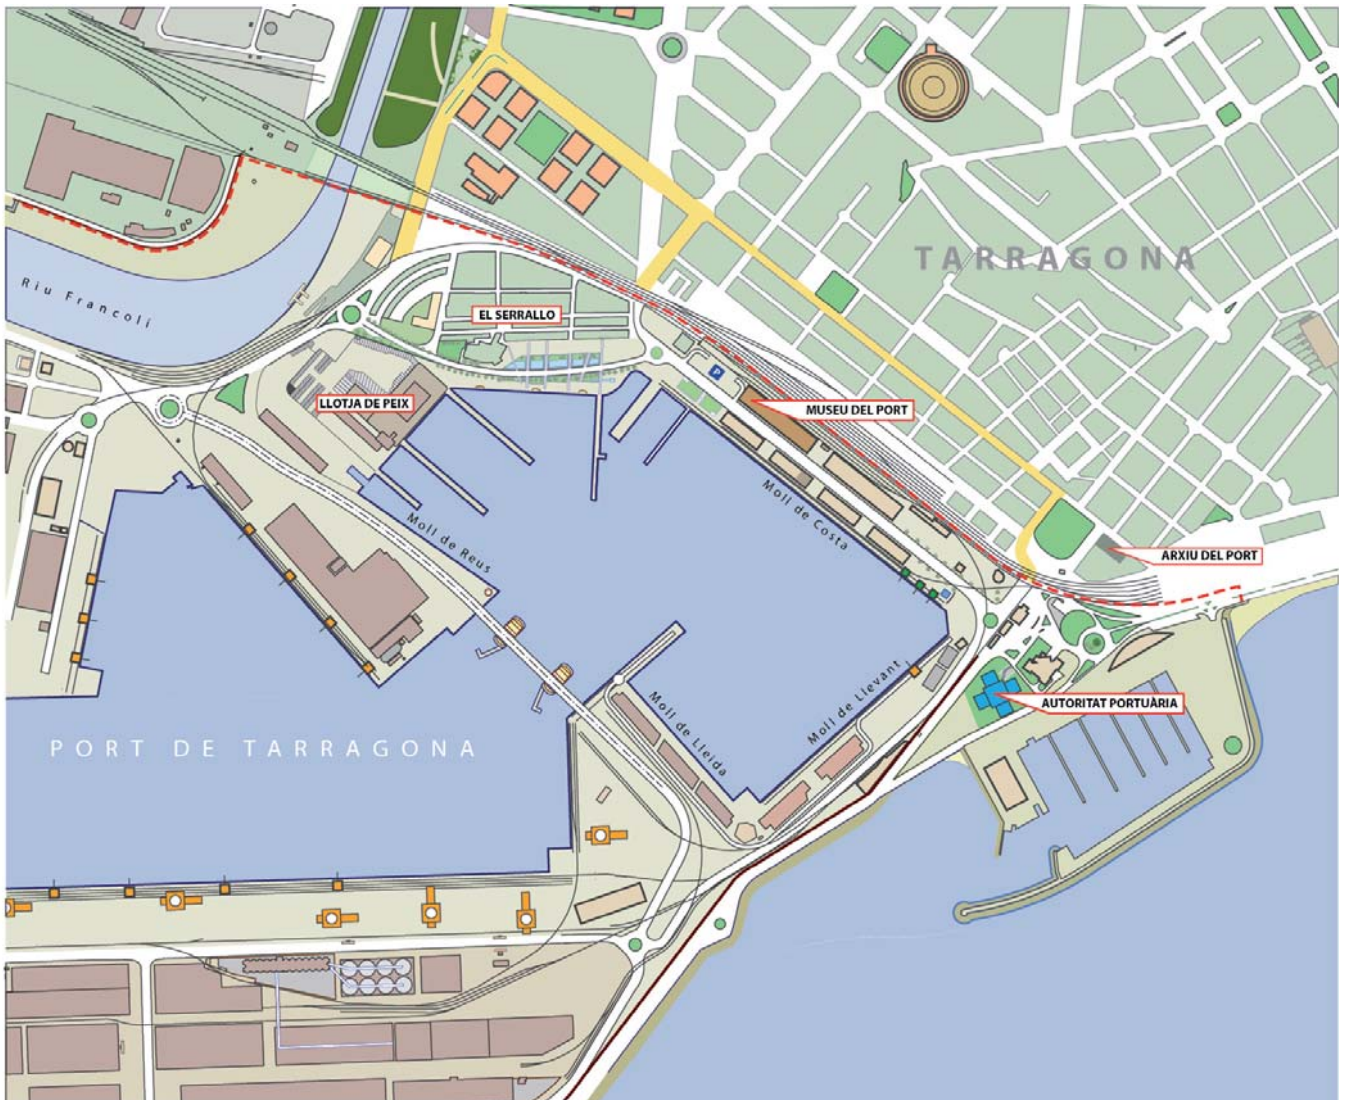 TARRAGONA
Riu Francolí
EL SERRALLO
P
LLOTJA DE PEIX
MUSEU DEL PORT
Moll de Costa
Moll de Reus
ARXIU DEL PORT
Moll de Llevant
Moll de Lleida
AUTORITAT PORTUÀRIA
PORT DE TARRAGONA